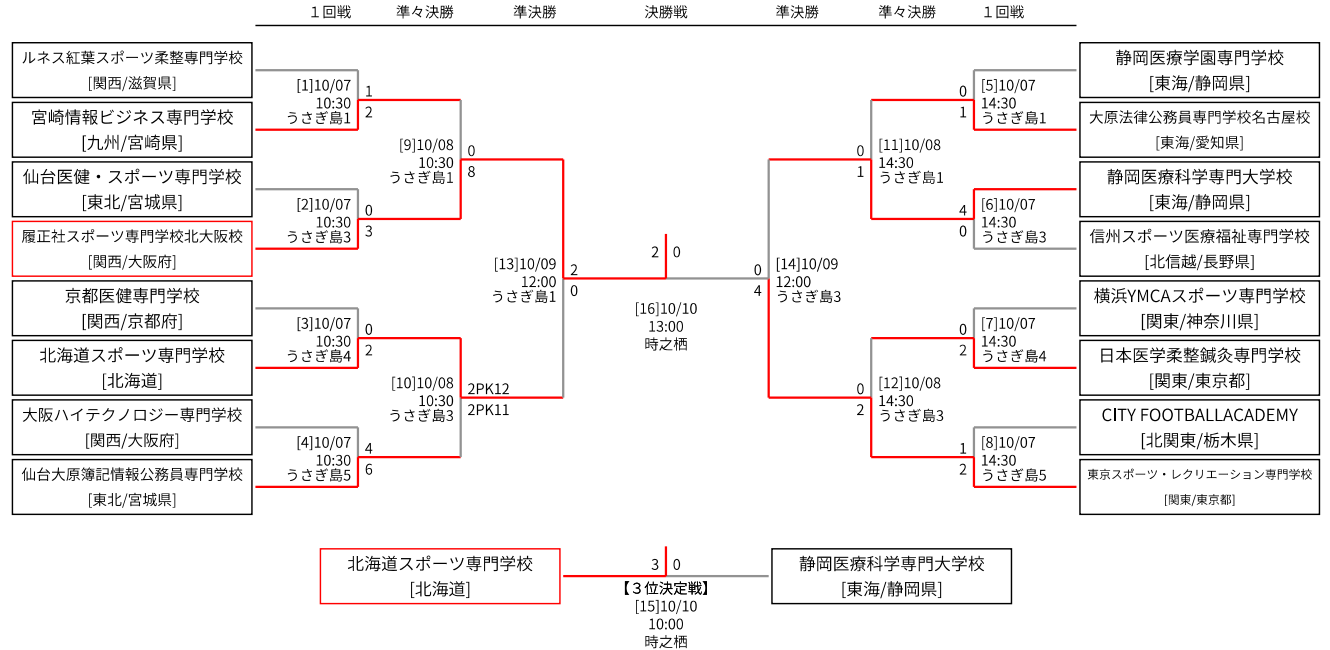 １回戦
準々決勝
準決勝
決勝戦
準決勝
準々決勝
１回戦
ルネス紅葉スポーツ柔整専門学校
[関西/滋賀県]
宮崎情報ビジネス専門学校
[九州/宮崎県]
仙台医健・スポーツ専門学校
[東北/宮城県]
履正社スポーツ専門学校北大阪校
[関西/大阪府]
京都医健専門学校
[関西/京都府]
北海道スポーツ専門学校
[北海道]
大阪ハイテクノロジー専門学校
[関西/大阪府]
仙台大原簿記情報公務員専門学校
[東北/宮城県]
[1]10/07
10:30
うさぎ島1
1
2
[2]10/07
10:30
うさぎ島3
0
3
[3]10/07
10:30
うさぎ島4
0
2
[4]10/07
10:30
うさぎ島5
4
6
[9]10/08
10:30
うさぎ島1
0
8
[10]10/08
10:30
うさぎ島3
2PK12
2PK11
[13]10/09
12:00
うさぎ島1
2
0
2
0
[16]10/10
13:00
時之栖
0
4
[14]10/09
12:00
うさぎ島3
0
1
[11]10/08
14:30
うさぎ島1
0
2
[12]10/08
14:30
うさぎ島3
0
1
[5]10/07
14:30
うさぎ島1
4
0
[6]10/07
14:30
うさぎ島3
0
2
[7]10/07
14:30
うさぎ島4
1
2
[8]10/07
14:30
うさぎ島5
静岡医療学園専門学校
[東海/静岡県]
大原法律公務員専門学校名古屋校
[東海/愛知県]
静岡医療科学専門大学校
[東海/静岡県]
信州スポーツ医療福祉専門学校
[北信越/長野県]
横浜YMCAスポーツ専門学校
[関東/神奈川県]
日本医学柔整鍼灸専門学校
[関東/東京都]
CITY FOOTBALLACADEMY
[北関東/栃木県]
東京スポーツ・レクリエーション専門学校
[関東/東京都]
北海道スポーツ専門学校
[北海道]
3
0
【３位決定戦】
[15]10/10
10:00
時之栖
静岡医療科学専門大学校
[東海/静岡県]